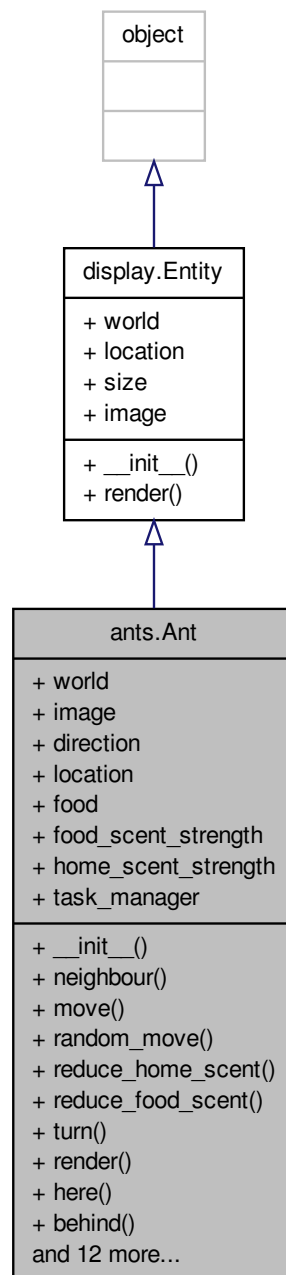 object
display.Entity
+ world
+ location
+ size
+ image
+ __init__()
+ render()
ants.Ant
+ world
+ image
+ direction
+ location
+ food
+ food_scent_strength
+ home_scent_strength
+ task_manager
+ __init__()
+ neighbour()
+ move()
+ random_move()
+ reduce_home_scent()
+ reduce_food_scent()
+ turn()
+ render()
+ here()
+ behind()
and 12 more...